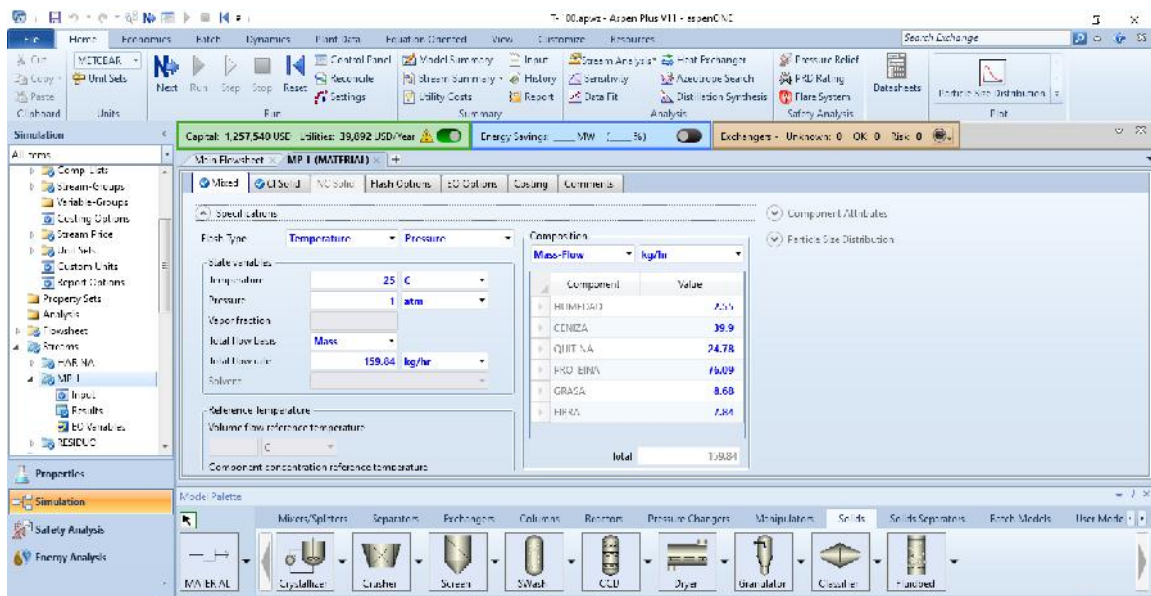 T-100.apwz - Aspen Plus V11 - aspenONE
File Home Economics Batch Dynamics Plant Data Equation Oriented View Customize Resources Search Exchange
Cut METCBAR Control Panel Model Summary Input Stream Analysis Heat Exchanger Pressure Relief
Copy Unit Sets Next Run Step Stop Reset Reconcile Stream Summary History Sensitivity Azeotrope Search PRD Rating Datasheets Particle Size Distribution
Paste Settings Utility Costs Report Data Fit Distillation Synthesis Flare System
Clipboard Units Run Summary Analysis Safety Analysis Plot
Simulation
Capital: 1,257,540 USD Utilities: 39,892 USD/Year Energy Savings: ____ MW (____ %) Exchangers - Unknown: 0 OK: 0 Risk: 0
All Items
Main Flowsheet MP-1 (MATERIAL) +
Comp. Lists
Stream-Groups
Variable-Groups
Costing Options
Stream Price
Unit Sets
Custom Units
Report Options
Property Sets
Analysis
Flowsheet
Streams
HARINA
MP-1
Input
Results
EO Variables
RESIDUO
Mixed CI Solid NC Solid Flash Options EO Options Costing Comments
Specifications
Flash Type Temperature Pressure
State variables
Temperature 25 C
Pressure 1 atm
Vapor fraction
Total flow basis Mass
Total flow rate 159.84 kg/hr
Solvent
Reference Temperature
Volume flow reference temperature
C
Component concentration reference temperature
Composition
Mass-Flow kg/hr
Component Value
HUMEDAD 2.55
CENIZA 39.9
QUITINA 24.78
PROTEINA 76.09
GRASA 8.68
FIBRA 7.84
Total 159.84
Component Attributes
Particle Size Distribution
Properties
Simulation
Safety Analysis
Energy Analysis
Model Palette
Mixers/Splitters Separators Exchangers Columns Reactors Pressure Changers Manipulators Solids Solids Separators Batch Models User Models
MATERIAL Crystallizer Crusher Screen SWash CCD Dryer Granulator Classifier Fluidbed